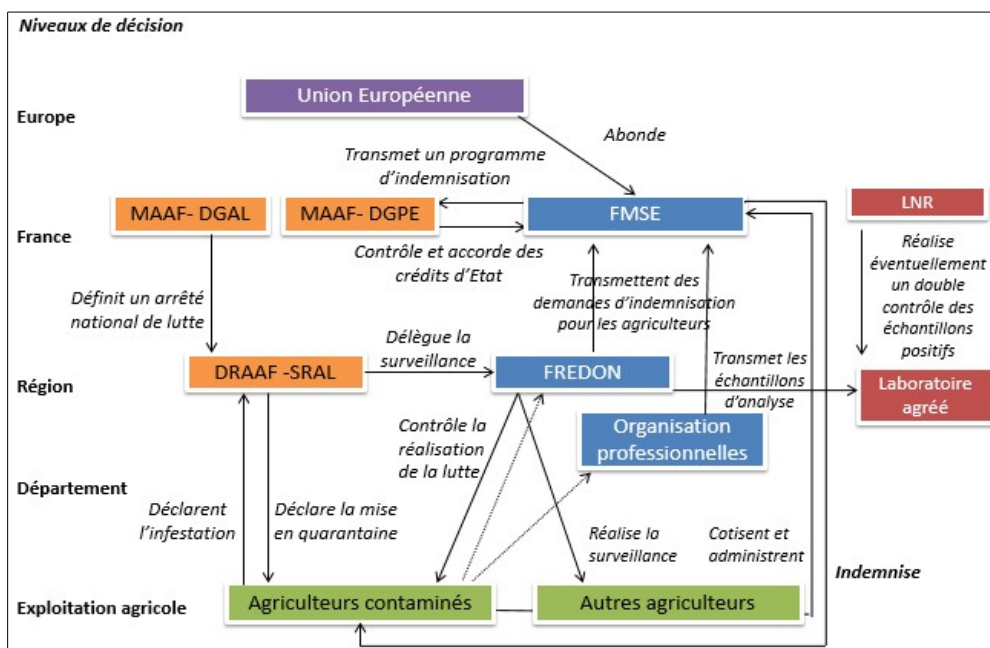 Niveaux de décision
Union Européenne
Europe
Abonde
Transmet un programme
d'indemnisation
MAAF- DGAL
MAAF- DGPE
FMSE
LNR
France
Contrôle et accorde des
crédits d'Etat
Réalise
éventuellement
un double
contrôle des
échantillons
positifs
Transmettent des
demandes d'indemnisation
pour les agriculteurs
Définit un arrêté
national de lutte
Délègue la
surveillance
DRAAF -SRAL
FREDON
Transmet les
échantillons
d'analyse
Région
Laboratoire
agréé
Contrôle la
réalisation
de la lutte
Organisation
professionnelles
Département
Déclarent
l'infestation
Déclare la mise
en quarantaine
Réalise la
surveillance
Cotisent et
administrent
Indemnise
Exploitation agricole
Agriculteurs contaminés
Autres agriculteurs